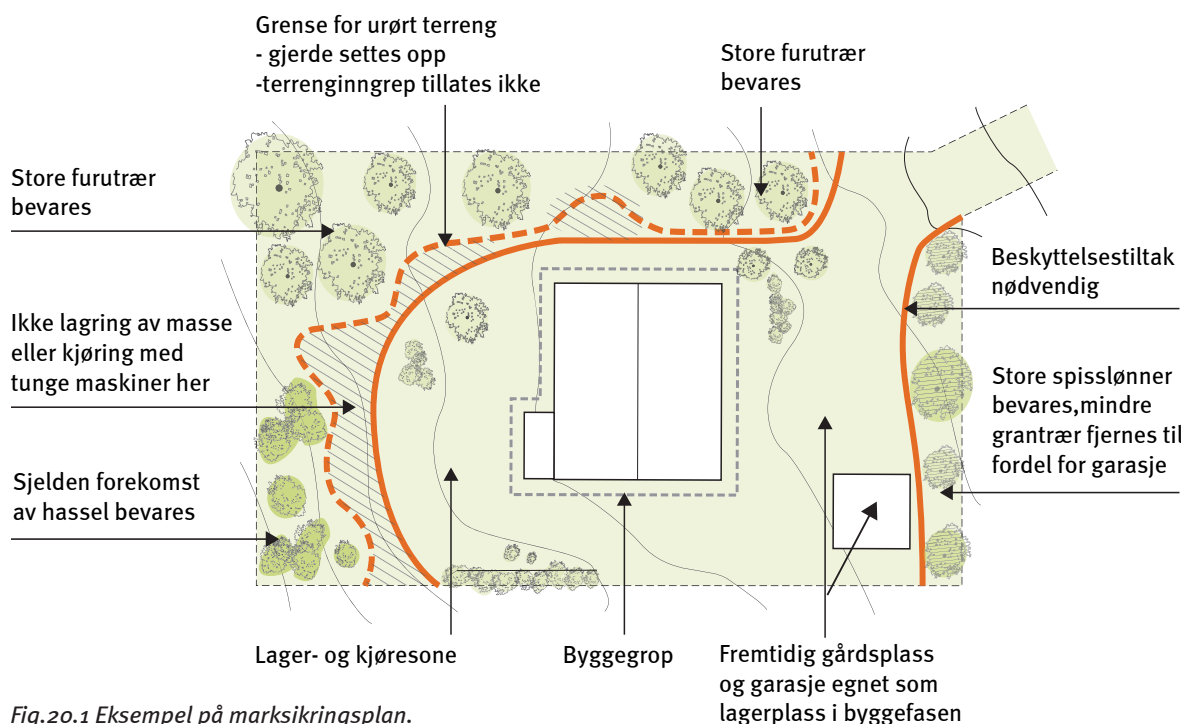 Grense for urørt terreng
- gjerde settes opp
-terrenginngrep tillates ikke
Store furutrær
bevares
Store furutrær
bevares
Ikke lagring av masse
eller kjøring med
tunge maskiner her
Sjelden forekomst
av hassel bevares
Beskyttelsestiltak
nødvendig
Store spisslønner
bevares,mindre
grantrær fjernes til
fordel for garasje
Lager- og kjøresone
Byggegrop
Fremtidig gårdsplass
og garasje egnet som
lagerplass i byggefasen
Fig.20.1 Eksempel på marksikringsplan.